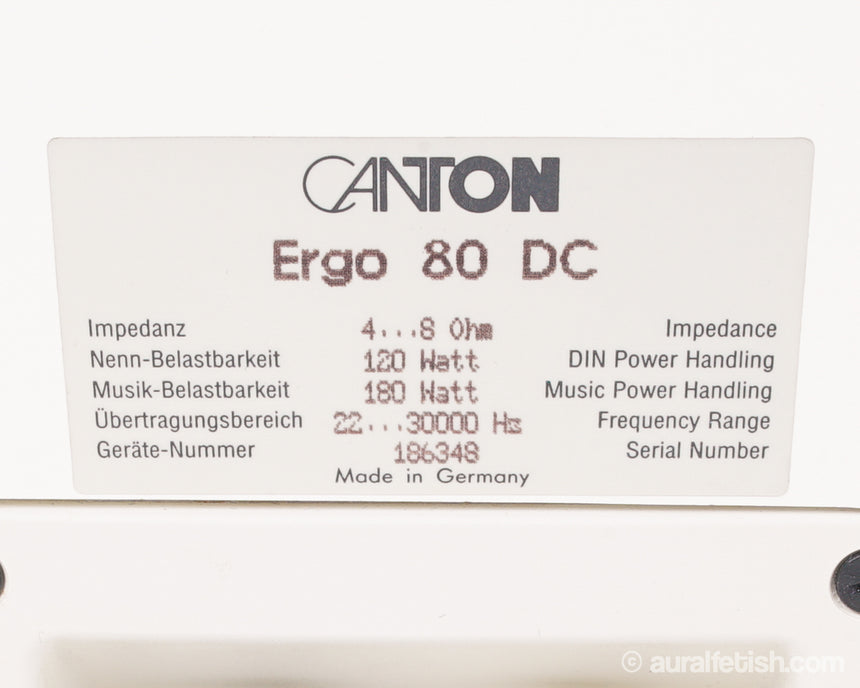 CANTON
Ergo 80 DC
Impedanz 4...8 Ohm Impedance
Nenn-Belastbarkeit 120 Watt DIN Power Handling
Musik-Belastbarkeit 180 Watt Music Power Handling
Übertragungsbereich 22...30000 Hz Frequency Range
Geräte-Nummer 186348 Serial Number
Made in Germany
© auralfetish.com